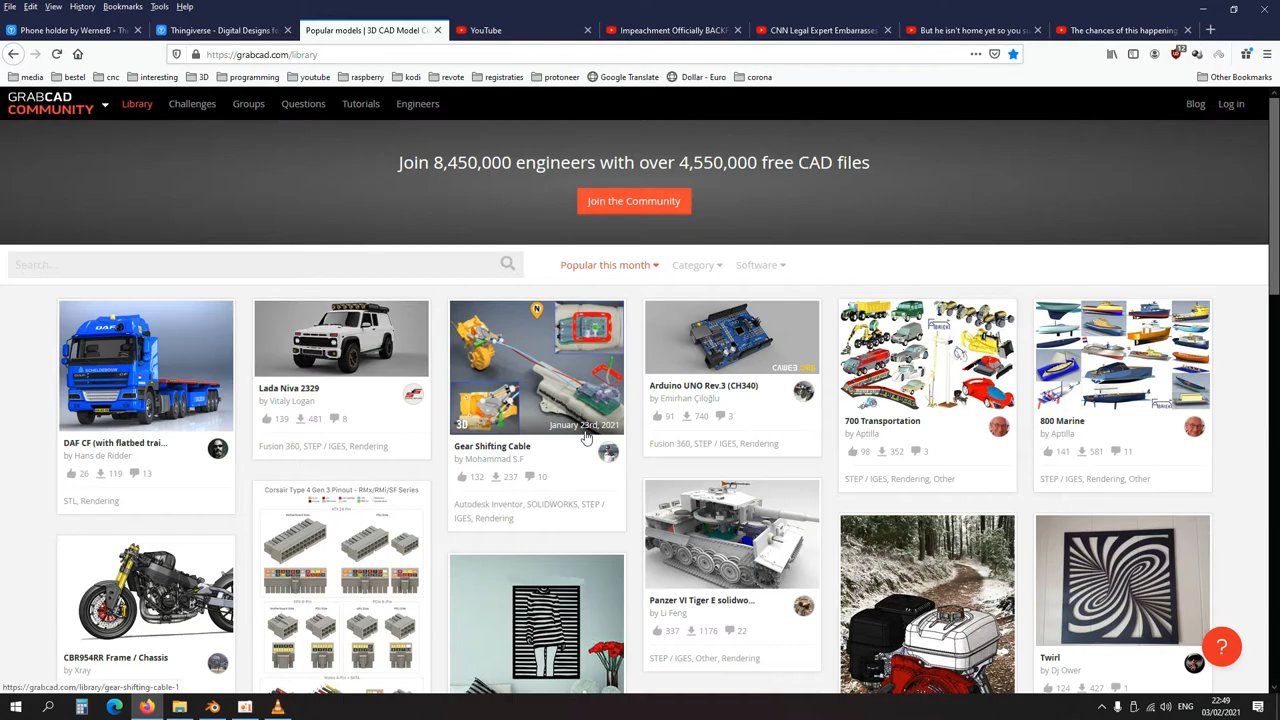 File Edit View History Bookmarks Tools Help
Phone holder by WernerB - Th
Thingiverse - Digital Designs fo
Popular models | 3D CAD Model Co
YouTube
Impeachment Officially BACKF
CNN Legal Expert Embarrasses
But he isn't home yet so you su
The chances of this happening
https://grabcad.com/library
12
media bestel cnc interesting 3D programming youtube raspberry kodi revote registraties protoneer Google Translate Dollar - Euro corona Other Bookmarks
GRABCAD
COMMUNITY
Library Challenges Groups Questions Tutorials Engineers Blog Log in
Join 8,450,000 engineers with over 4,550,000 free CAD files
Join the Community
Search...
Popular this month Category Software
DAF CF (with flatbed trai...
by Hans de Ridder
26 119 13
STL, Rendering
Lada Niva 2329
by Vitaly Logan
139 481 8
Fusion 360, STEP / IGES, Rendering
N
3D
January 23rd, 2021
Gear Shifting Cable
by Mohammad S.F
132 237 10
Autodesk Inventor, SOLIDWORKS, STEP /
IGES, Rendering
Arduino UNO Rev.3 (CH340)
by Emirhan Çiloğlu
91 740 3
Fusion 360, STEP / IGES, Rendering
700 Transportation
by Aptilla
98 352 3
STEP / IGES, Rendering, Other
800 Marine
by Aptilla
141 581 11
STEP / IGES, Rendering, Other
CBR954RR Frame / Chassis
by Xray
Corsair Type 4 Gen 3 Pinout - RMx/RMi/SF Series
Panzer VI Tiger E solidwo...
by Li Feng
337 1176 22
STEP / IGES, Other, Rendering
Twirl
by Dj Ower
124 427 1
?
https://grabcad.com/library/gear-shifting-cable-1
ENG
22:49
03/02/2021